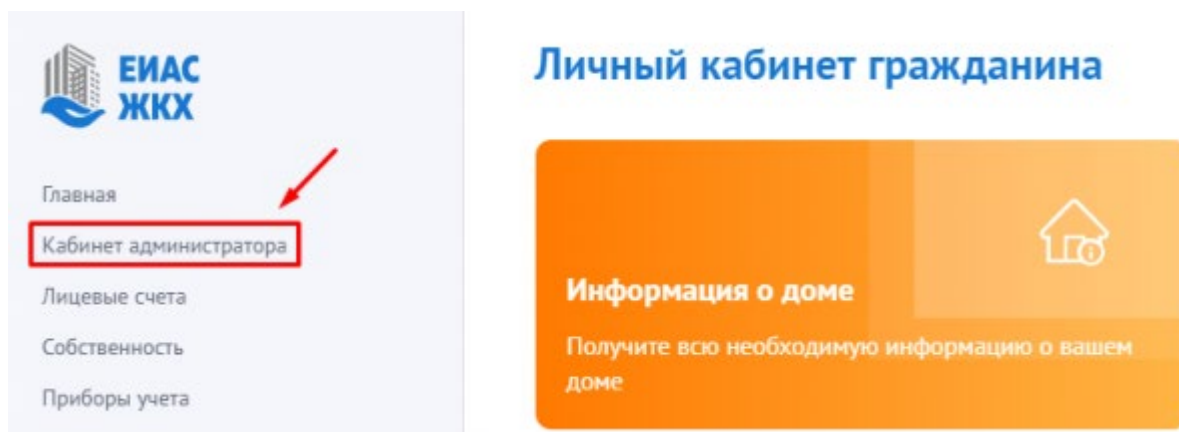 ЕИАС
ЖКХ
Главная
Кабинет администратора
Лицевые счета
Собственность
Приборы учета
Личный кабинет гражданина
Информация о доме
Получите всю необходимую информацию о вашем
доме